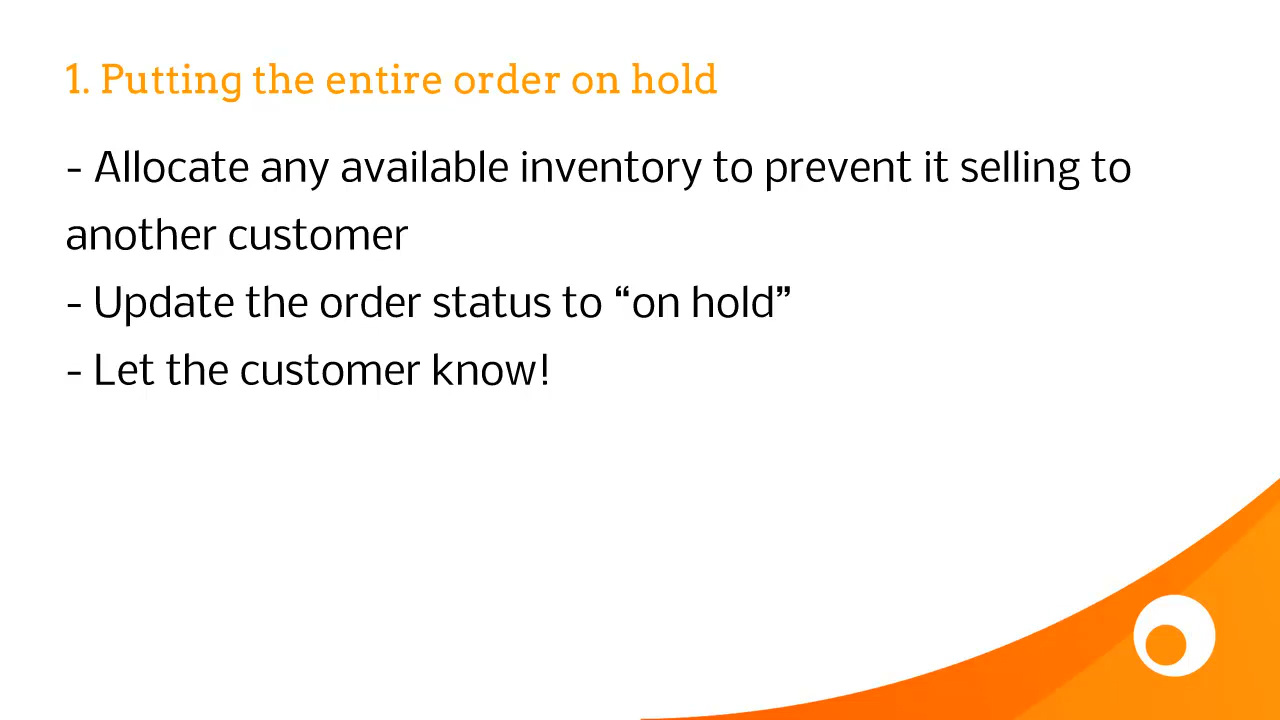 1. Putting the entire order on hold
- Allocate any available inventory to prevent it selling to
another customer
- Update the order status to “on hold”
- Let the customer know!